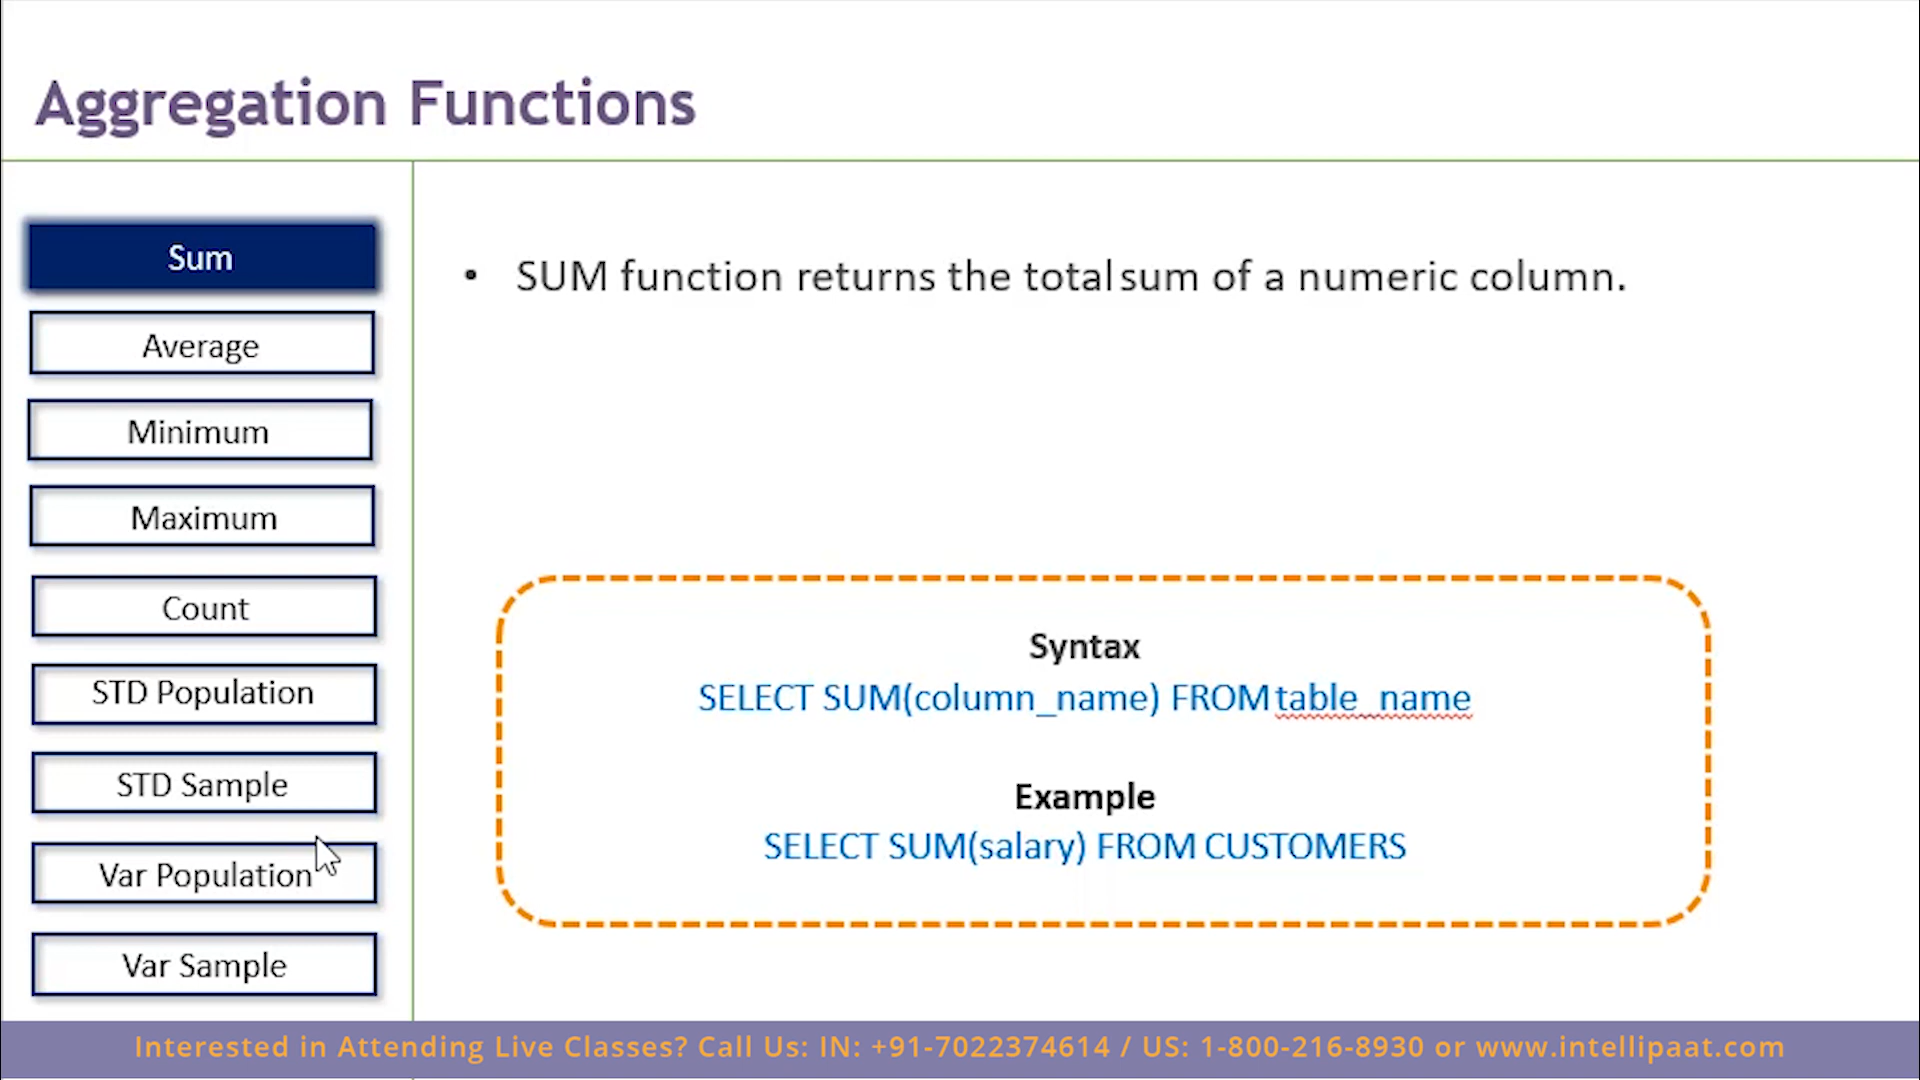 Aggregation Functions
Sum
Average
Minimum
Maximum
Count
STD Population
STD Sample
Var Population
Var Sample
• SUM function returns the total sum of a numeric column.
Syntax
SELECT SUM(column_name) FROM table_name
Example
SELECT SUM(salary) FROM CUSTOMERS
Interested in Attending Live Classes? Call Us: IN: +91-7022374614 / US: 1-800-216-8930 or www.intellipaat.com